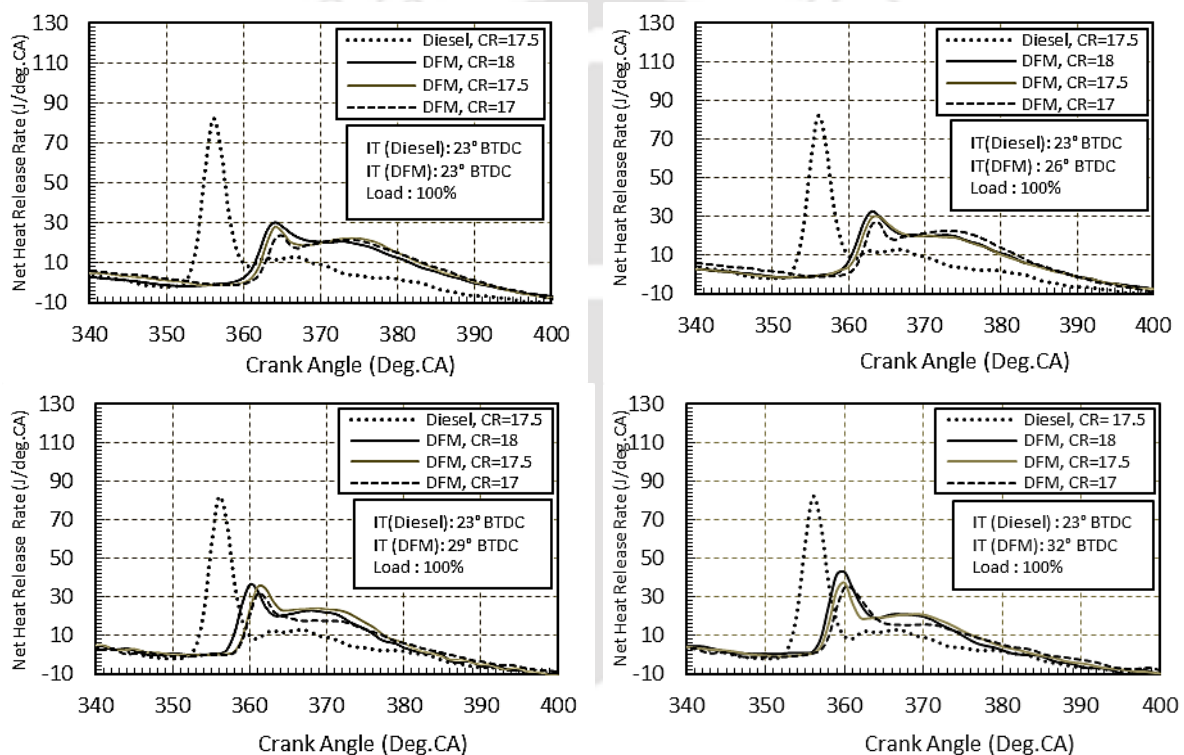 130
110
90
70
50
30
10
-10
Net Heat Release Rate (J/deg.CA)
Diesel, CR=17.5
DFM, CR=18
DFM, CR=17.5
DFM, CR=17
IT (Diesel): 23° BTDC
IT (DFM): 23° BTDC
Load : 100%
340 350 360 370 380 390 400
Crank Angle (Deg.CA)
130
110
90
70
50
30
10
-10
Net Heat Release Rate (J/deg.CA)
Diesel, CR=17.5
DFM, CR=18
DFM, CR=17.5
DFM, CR=17
IT (Diesel): 23° BTDC
IT(DFM): 26° BTDC
Load : 100%
340 350 360 370 380 390 400
Crank Angle (Deg.CA)
130
110
90
70
50
30
10
-10
Net Heat Release Rate (J/deg.CA)
Diesel, CR=17.5
DFM, CR=18
DFM, CR=17.5
DFM, CR=17
IT(Diesel): 23° BTDC
IT (DFM): 29° BTDC
Load : 100%
340 350 360 370 380 390 400
Crank Angle (Deg.CA)
130
110
90
70
50
30
10
-10
Net Heat Release Rate (J/deg.CA)
Diesel, CR=17.5
DFM, CR=18
DFM, CR=17.5
DFM, CR=17
IT(Diesel) : 23° BTDC
IT (DFM) : 32° BTDC
Load : 100%
340 350 360 370 380 390 400
Crank Angle (Deg.CA)